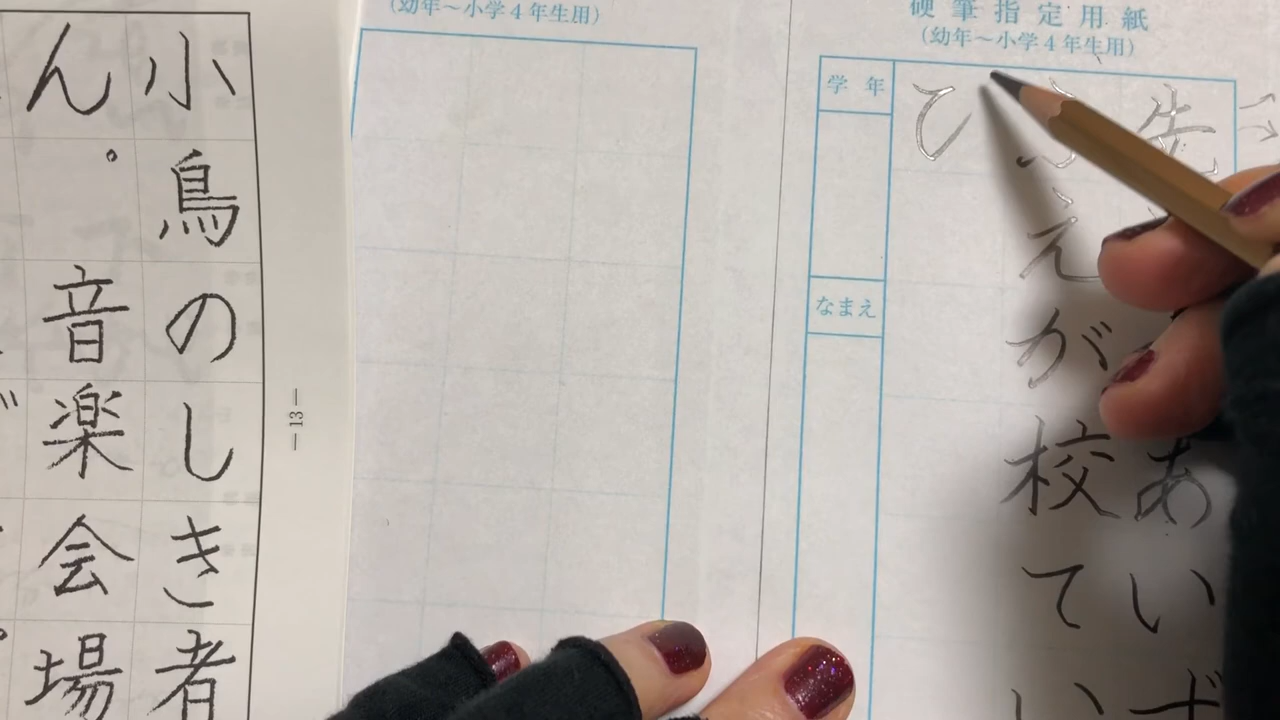 硬筆指定用紙
(幼年〜小学4年生用)
先
あいず
ふえが校てい
ひ
学年
なまえ
(幼年〜小学4年生用)
小鳥のしき者
ん。音楽会場
—13—